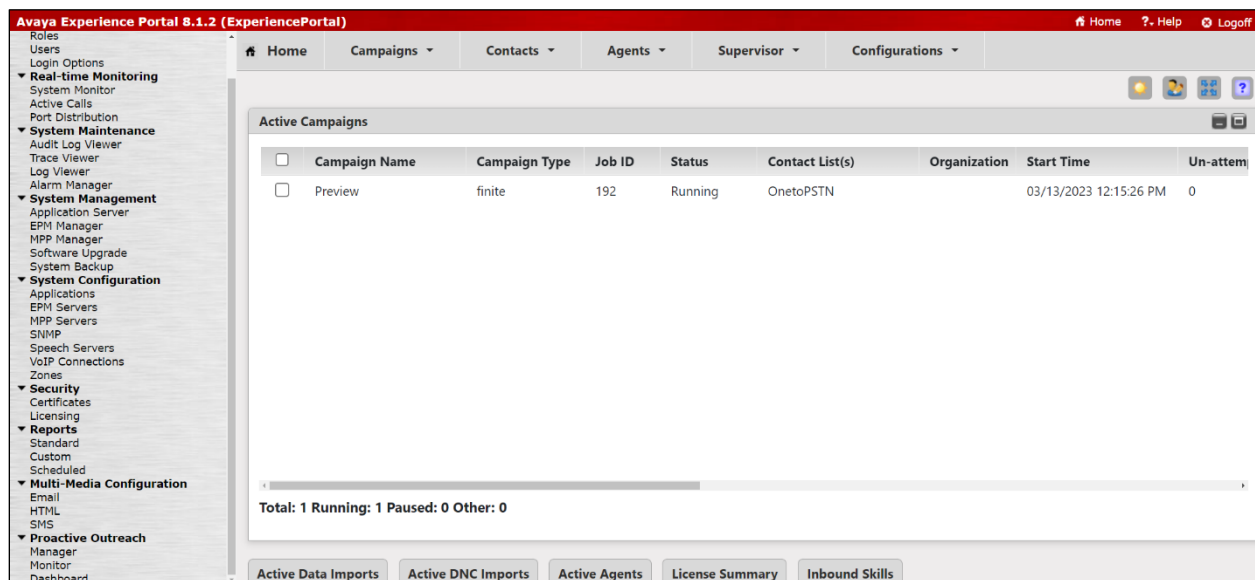 Avaya Experience Portal 8.1.2 (ExperiencePortal)
Home ? Help Logoff
Roles
Users
Login Options
Real-time Monitoring
System Monitor
Active Calls
Port Distribution
System Maintenance
Audit Log Viewer
Trace Viewer
Log Viewer
Alarm Manager
System Management
Application Server
EPM Manager
MPP Manager
Software Upgrade
System Backup
System Configuration
Applications
EPM Servers
MPP Servers
SNMP
Speech Servers
VoIP Connections
Zones
Security
Certificates
Licensing
Reports
Standard
Custom
Scheduled
Multi-Media Configuration
Email
HTML
SMS
Proactive Outreach
Manager
Monitor
Dashboard
Home Campaigns Contacts Agents Supervisor Configurations
?
Active Campaigns
Campaign Name Campaign Type Job ID Status Contact List(s) Organization Start Time Un-attem
Preview finite 192 Running OnetoPSTN 03/13/2023 12:15:26 PM 0
Total: 1 Running: 1 Paused: 0 Other: 0
Active Data Imports Active DNC Imports Active Agents License Summary Inbound Skills